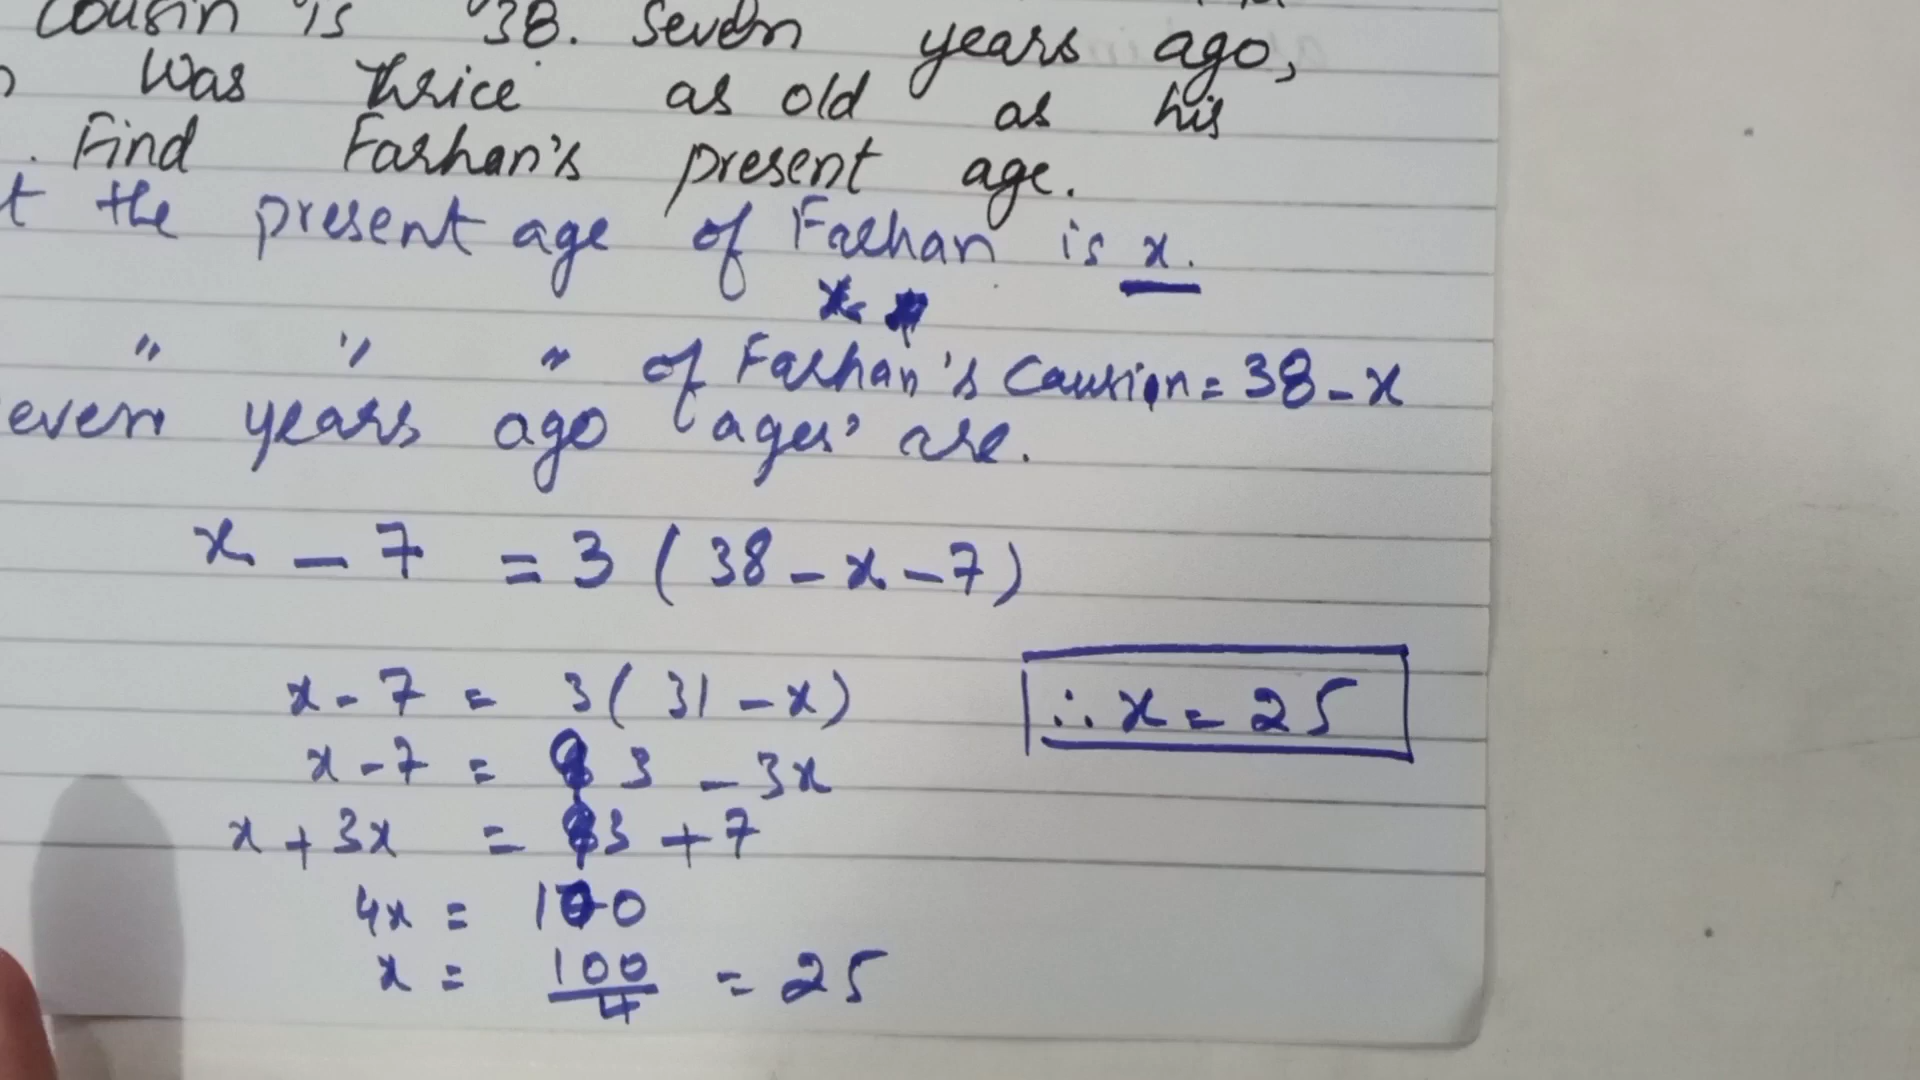 cousin is 38. Seven years ago,
was thrice as old as his
. Find Farhan's present age.
t the present age of Farhan is x.
x
" " " of Farhan's Causion = 38 - x
even years ago 'ages' are.
x - 7 = 3 ( 38 - x - 7)
x - 7 = 3( 31 - x)
∴ x = 25
x - 7 = 93 - 3x
x + 3x = 93 + 7
4x = 100
x = 100/4 = 25